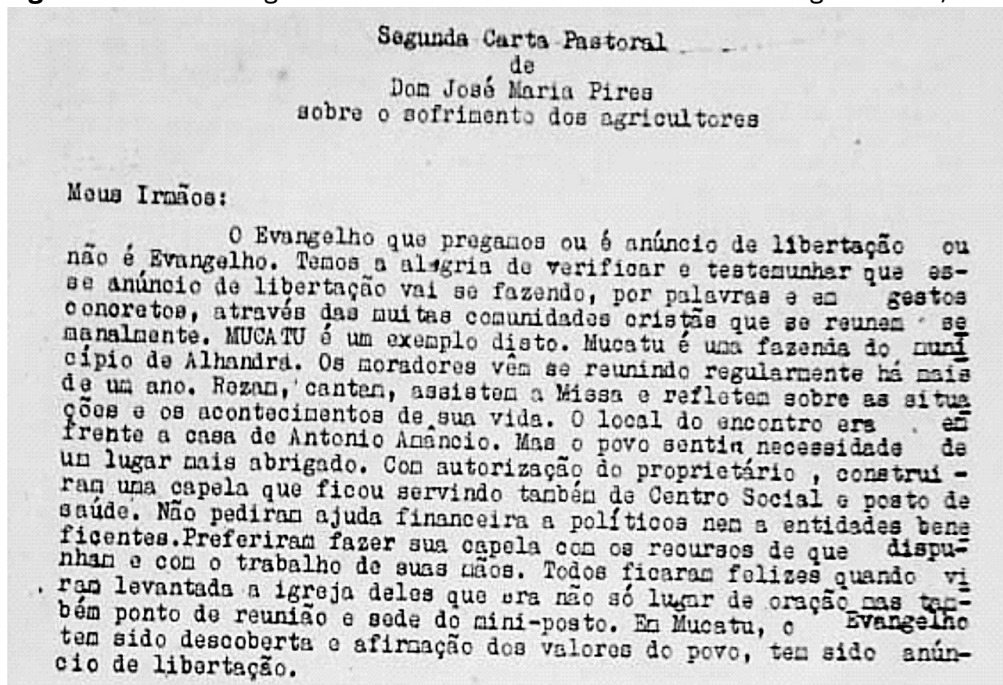 Segunda Carta Pastoral
de
Dom José Maria Pires
sobre o sofrimento dos agricultores
Meus Irmãos:
O Evangelho que pregamos ou é anúncio de libertação ou
não é Evangelho. Temos a alegria de verificar e testemunhar que es-
se anúncio de libertação vai se fazendo, por palavras e em gestos
concretos, através das muitas comunidades cristãs que se reunem se
manalmente. MUCATU é um exemplo disto. Mucatu é uma fazenda do muni
cípio de Alhandra. Os moradores vêm se reunindo regularmente há mais
de um ano. Rezam, cantam, assistem a Missa e refletem sobre as situa
ções e os acontecimentos de sua vida. O local do encontro era em
frente a casa de Antonio Amâncio. Mas o povo sentia necessidade de
um lugar mais abrigado. Com autorização do proprietário , construi -
ram uma capela que ficou servindo também de Centro Social e posto de
saúde. Não pediram ajuda financeira a políticos nem a entidades bene
ficentes.Preferiram fazer sua capela com os recursos de que dispu-
nham e com o trabalho de suas mãos. Todos ficaram felizes quando vi
ram levantada a igreja deles que era não só lugar de oração mas tam-
bém ponto de reunião e sede do mini-posto. Em Mucatu, o Evangelho
tem sido descoberta e afirmação dos valores do povo, tem sido anún-
cio de libertação.